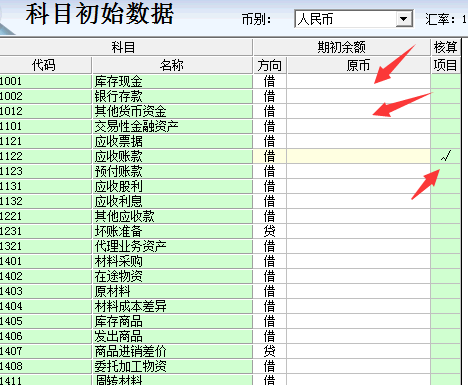 科目初始数据 币别: 人民币 汇率: 1
科目 期初余额 核算
代码 名称 方向 原币 项目
1001 库存现金 借
1002 银行存款 借
1012 其他货币资金 借
1101 交易性金融资产 借
1121 应收票据 借
1122 应收账款 借 √
1123 预付账款 借
1131 应收股利 借
1132 应收利息 借
1221 其他应收款 借
1231 坏账准备 贷
1321 代理业务资产 借
1401 材料采购 借
1402 在途物资 借
1403 原材料 借
1404 材料成本差异 借
1405 库存商品 借
1406 发出商品 借
1407 商品进销差价 贷
1408 委托加工物资 借
1411 周转材料 借